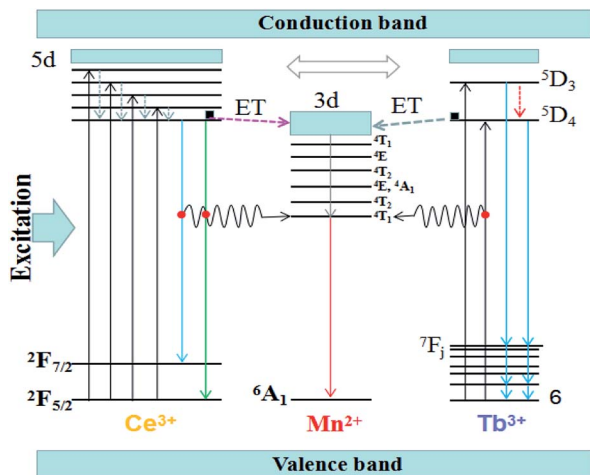 Conduction band
5d
ET
3d
ET
⁵D₃
⁵D₄
⁴T₁
⁴E
⁴T₂
⁴E, ⁴A₁
⁴T₂
⁴T₁
Excitation
²F₇/₂
²F₅/₂
⁶A₁
⁷Fⱼ
6
Ce³⁺
Mn²⁺
Tb³⁺
Valence band